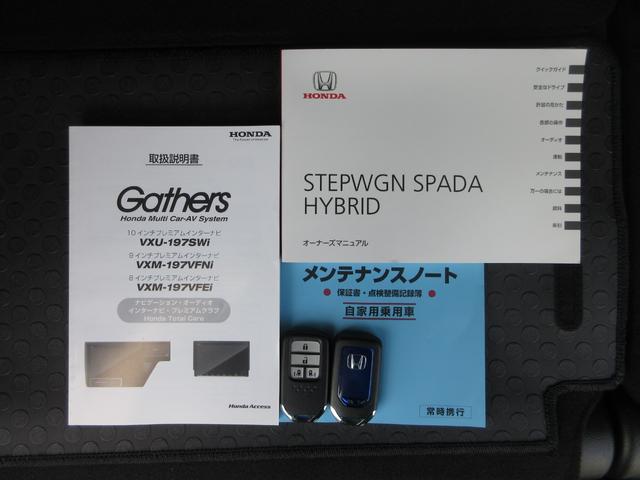 HONDA
The Power of Dreams
取扱説明書
Gathers
Honda Multi Car-AV System
10インチプレミアムインターナビ
VXU-197SWi
9インチプレミアムインターナビ
VXM-197VFNi
8インチプレミアムインターナビ
VXM-197VFEi
ナビゲーション・オーディオ
インターナビ・プレミアムクラブ
Honda Total Care
Honda Access
HONDA
クイックガイド
安全なドライブ
計器の見かた
各部の操作
オーディオ
運転
メンテナンス
万一の場合には
資料
索引
STEPWGN SPADA
HYBRID
オーナーズマニュアル
メンテナンスノート
保証書・点検整備記録簿
自家用乗用車
常時携行